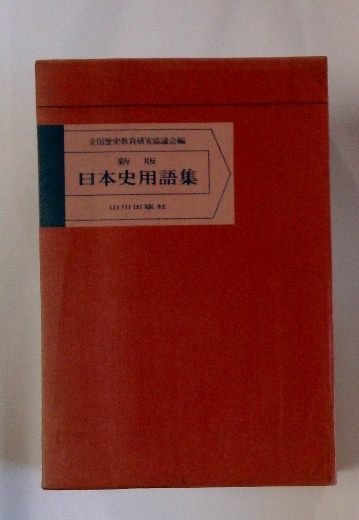 全国歴史教育研究協議会編
新版
日本史用語集
山川出版社